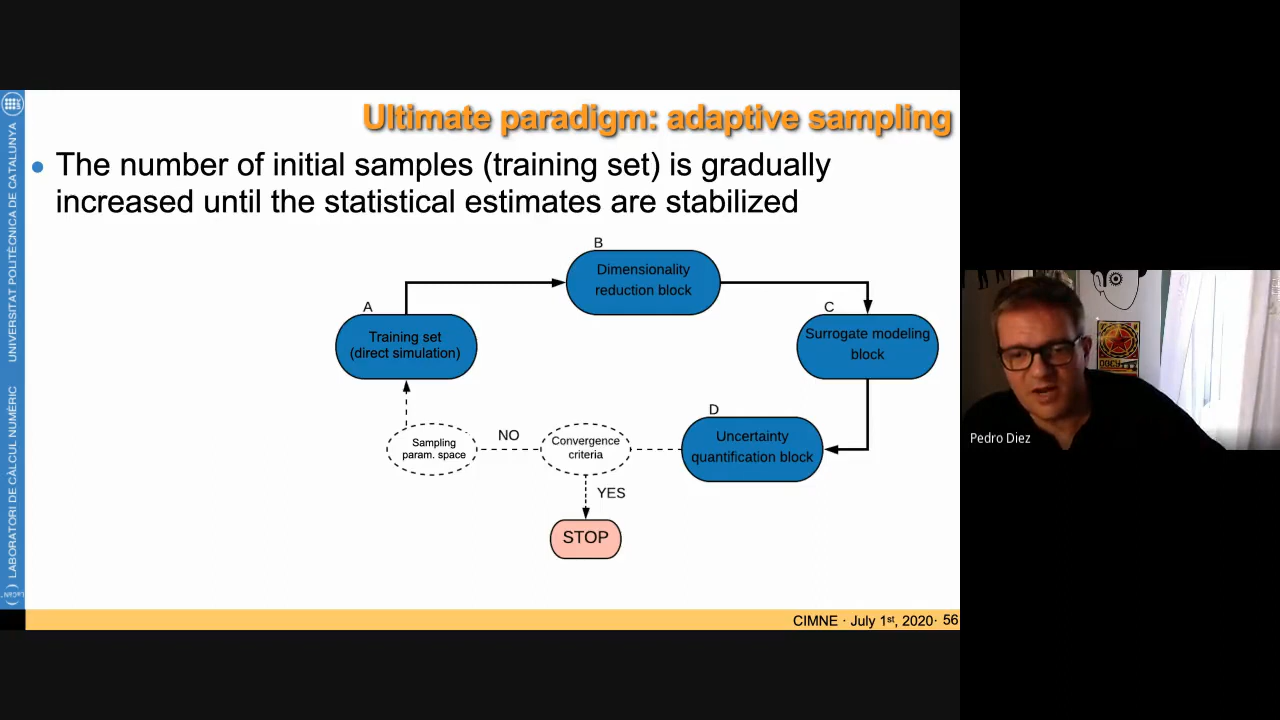 Ultimate paradigm: adaptive sampling
• The number of initial samples (training set) is gradually
increased until the statistical estimates are stabilized
B
Dimensionality
reduction block
A
Training set
(direct simulation)
C
Surrogate modeling
block
D
Uncertainty
quantification block
Convergence
criteria
NO
Sampling
param. space
YES
STOP
CIMNE · July 1st, 2020· 56
LABORATORI DE CÀLCUL NUMÈRIC
UNIVERSITAT POLITÈCNICA DE CATALUNYA
OBEY
Pedro Diez